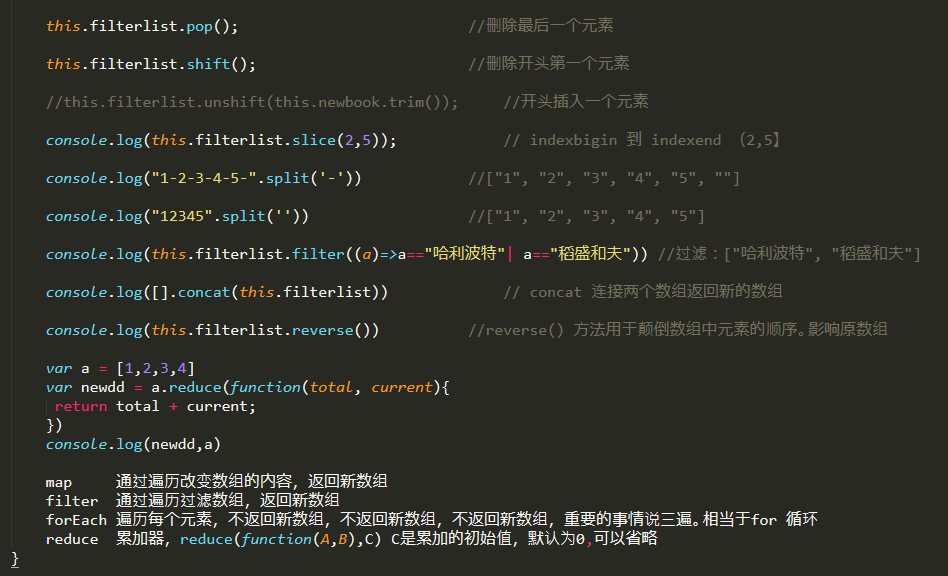 this.filterlist.pop(); //删除最后一个元素
this.filterlist.shift(); //删除开头第一个元素
//this.filterlist.unshift(this.newbook.trim()); //开头插入一个元素
console.log(this.filterlist.slice(2,5)); // indexbigin 到 indexend （2,5】
console.log("1-2-3-4-5-".split('-')) //["1", "2", "3", "4", "5", ""]
console.log("12345".split('')) //["1", "2", "3", "4", "5"]
console.log(this.filterlist.filter((a)=>a=="哈利波特"| a=="稻盛和夫")) //过滤：["哈利波特", "稻盛和夫"]
console.log([].concat(this.filterlist)) // concat 连接两个数组返回新的数组
console.log(this.filterlist.reverse()) //reverse() 方法用于颠倒数组中元素的顺序。影响原数组
var a = [1,2,3,4]
var newdd = a.reduce(function(total, current){
return total + current;
})
console.log(newdd,a)
map 通过遍历改变数组的内容，返回新数组
filter 通过遍历过滤数组，返回新数组
forEach 遍历每个元素，不返回新数组，不返回新数组，不返回新数组，重要的事情说三遍。相当于for 循环
reduce 累加器，reduce(function(A,B),C) C是累加的初始值，默认为0,可以省略
}